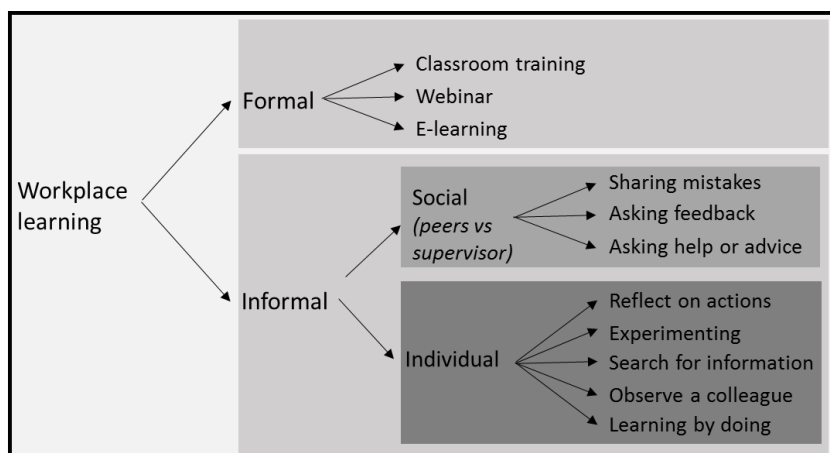 Workplace
learning
Formal
Classroom training
Webinar
E-learning
Informal
Social
(peers vs
supervisor)
Sharing mistakes
Asking feedback
Asking help or advice
Individual
Reflect on actions
Experimenting
Search for information
Observe a colleague
Learning by doing